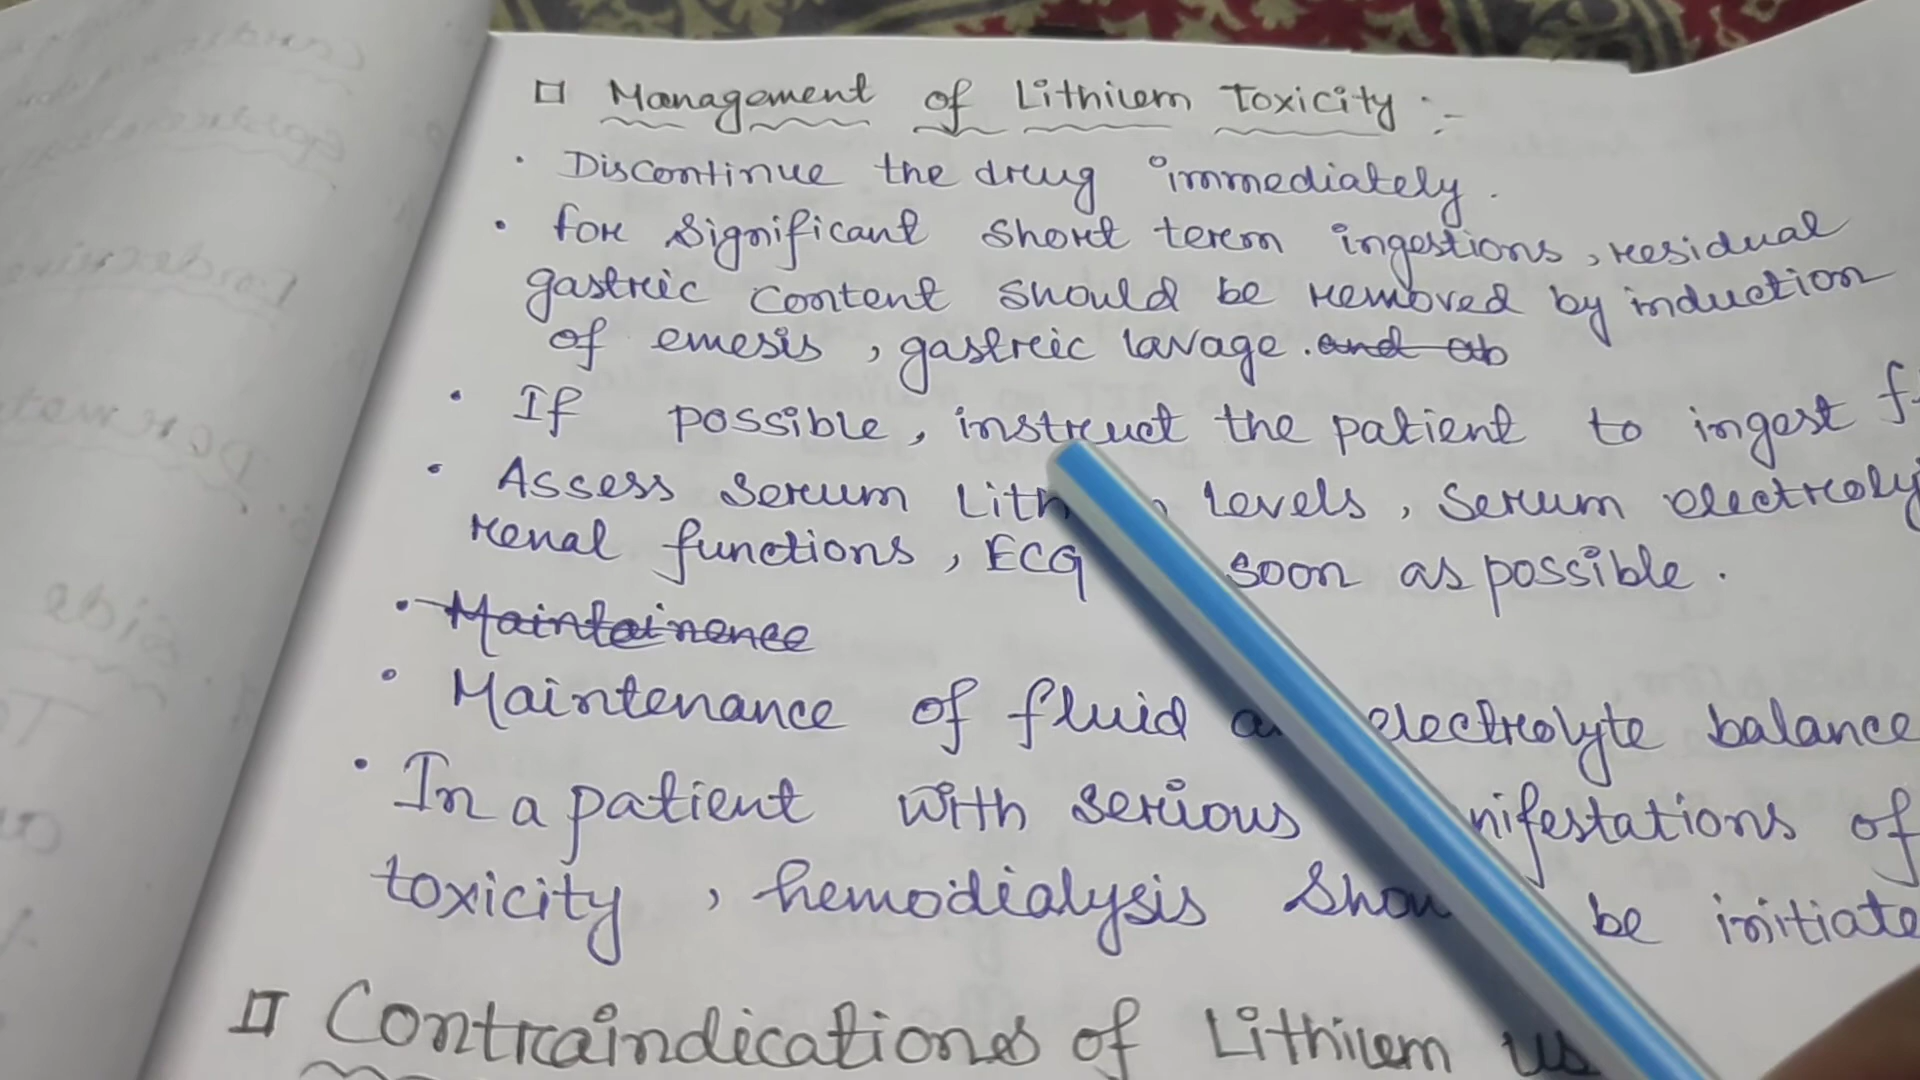 □ Management of Lithium Toxicity :-
• Discontinue the drug immediately.
• for significant short term ingestions, residual
gastric content should be removed by induction
of emesis, gastric lavage. and ab
• If possible, instruct the patient to ingest
• Assess serum levels, serum
renal functions, ECG soon as possible.
• Maintainence
• Maintenance of fluid electrolyte balance
• In a patient with serious of
toxicity, hemodialysis be
□ Contraindications of Lithium